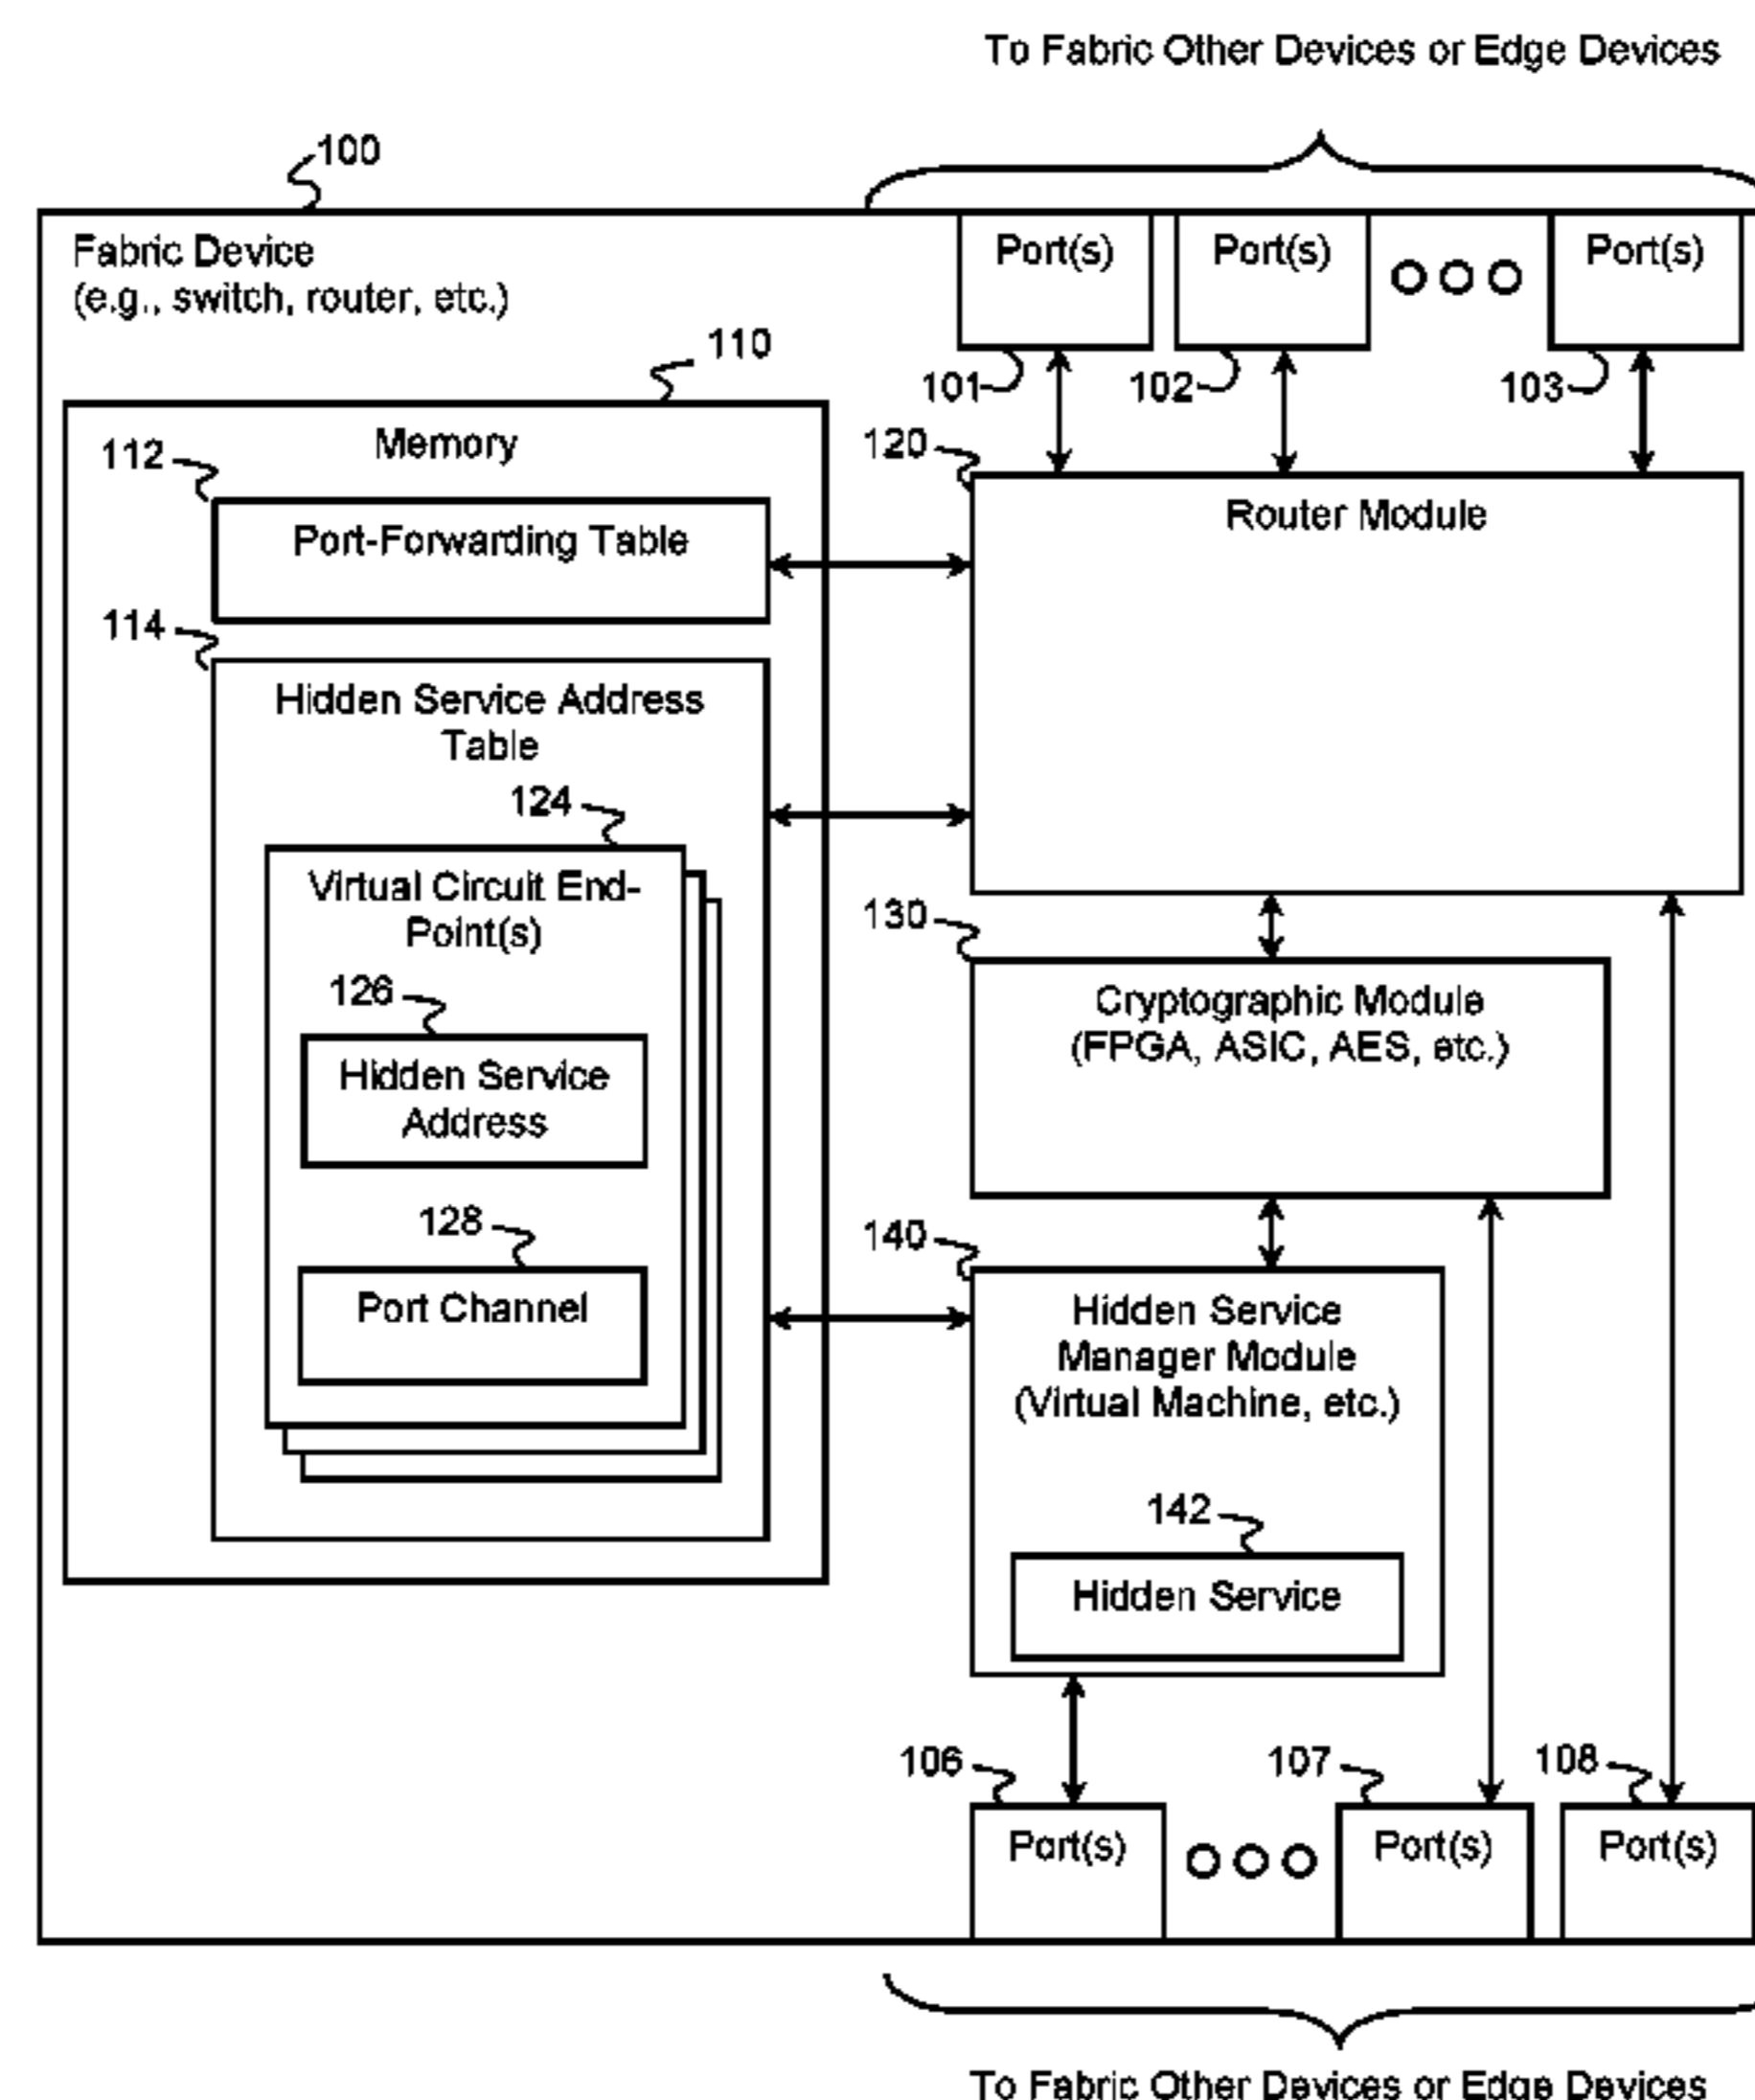 To Fabric Other Devices or Edge Devices
100
Fabric Device
(e.g., switch, router, etc.)
Port(s)
Port(s)
Port(s)
101
102
103
110
Memory
112
Port-Forwarding Table
120
Router Module
114
Hidden Service Address
Table
124
Virtual Circuit End-
Point(s)
126
Hidden Service
Address
128
Port Channel
130
Cryptographic Module
(FPGA, ASIC, AES, etc.)
140
Hidden Service
Manager Module
(Virtual Machine, etc.)
142
Hidden Service
106
107
108
Port(s)
Port(s)
Port(s)
To Fabric Other Devices or Edge Devices